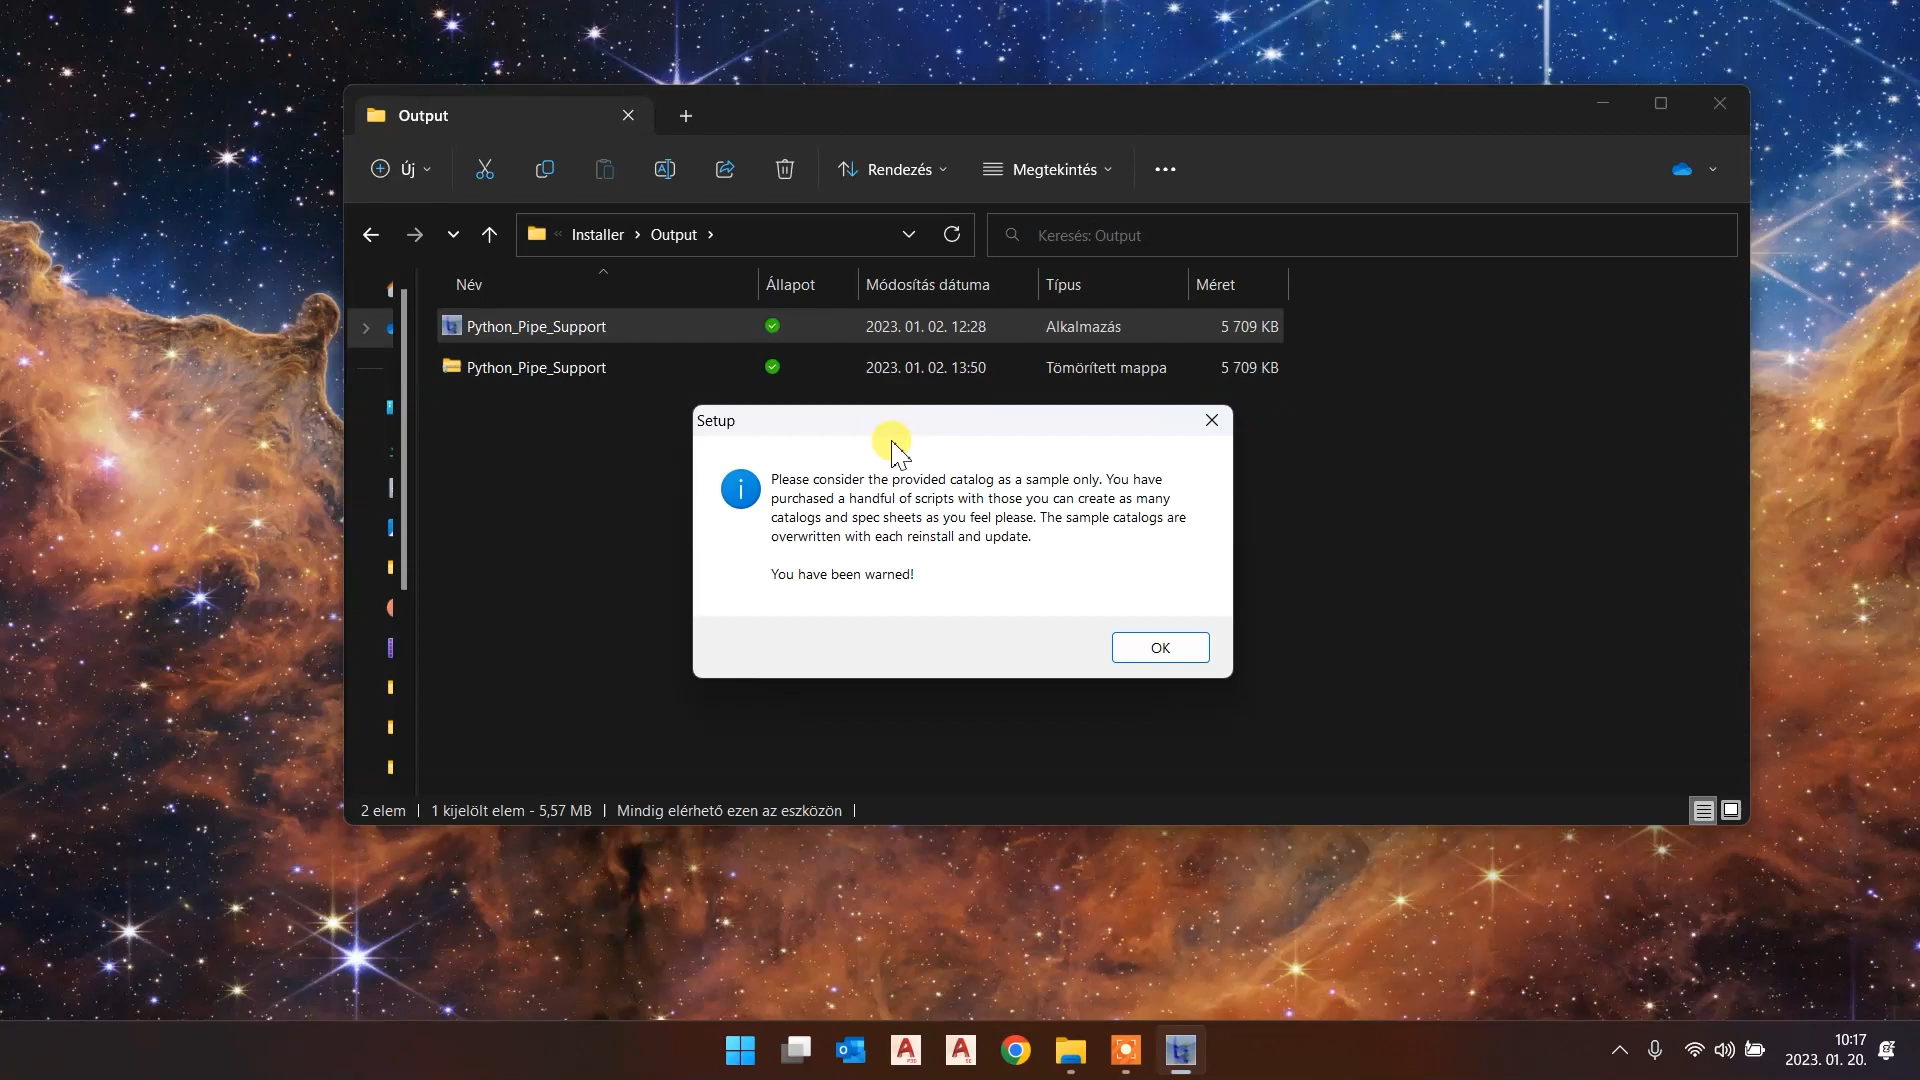 Output
Új
Rendezés
Megtekintés
Installer
Output
Keresés: Output
Név
Állapot
Módosítás dátuma
Típus
Méret
Python_Pipe_Support
2023. 01. 02. 12:28
Alkalmazás
5 709 KB
Python_Pipe_Support
2023. 01. 02. 13:50
Tömörített mappa
5 709 KB
Setup
Please consider the provided catalog as a sample only. You have
purchased a handful of scripts with those you can create as many
catalogs and spec sheets as you feel please. The sample catalogs are
overwritten with each reinstall and update.
You have been warned!
OK
2 elem
1 kijelölt elem - 5,57 MB
Mindig elérhető ezen az eszközön
10:17
2023. 01. 20.